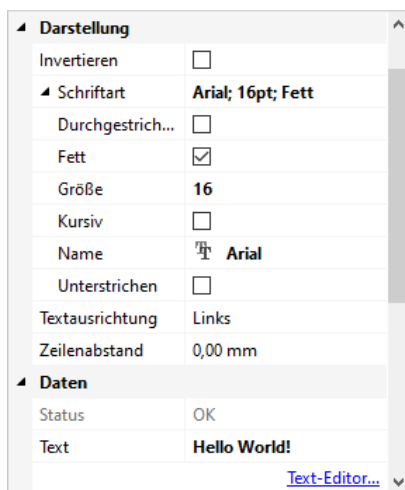 Darstellung
Invertieren
Schriftart Arial; 16pt; Fett
Durchgestrich...
Fett
Größe 16
Kursiv
Name Arial
Unterstrichen
Textausrichtung Links
Zeilenabstand 0,00 mm
Daten
Status OK
Text Hello World!
Text-Editor...